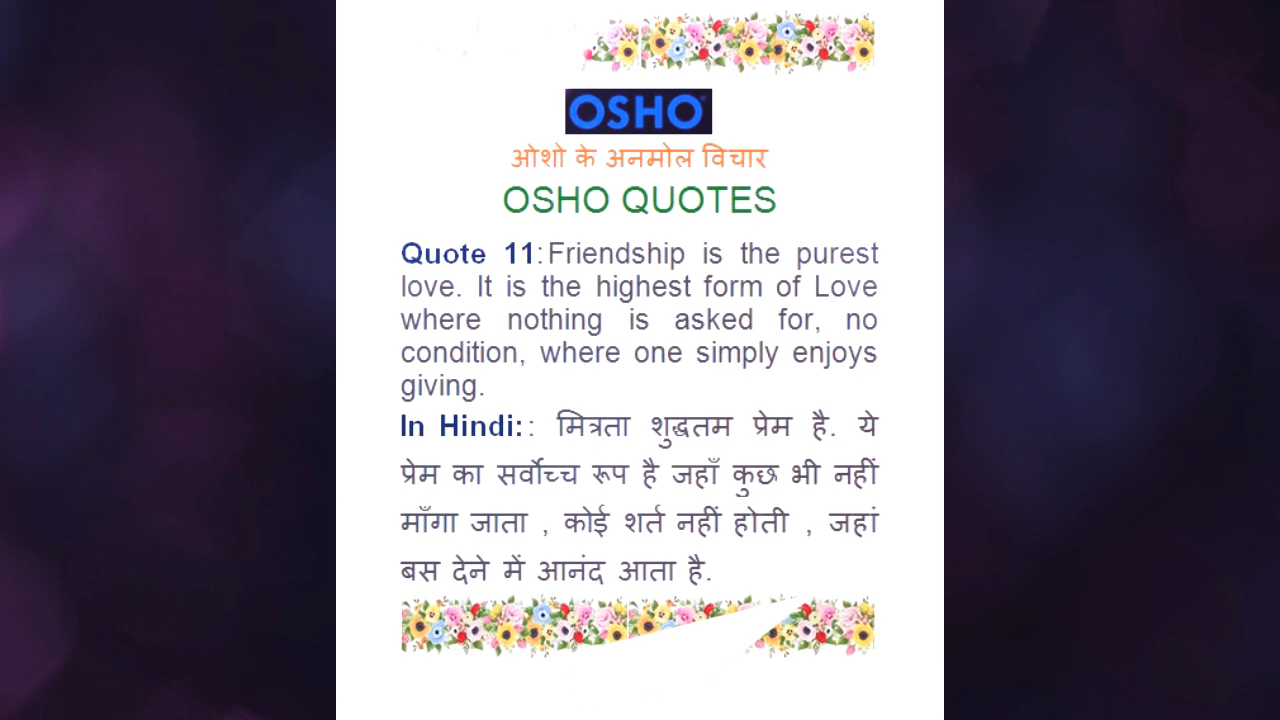 OSHO
ओशो के अनमोल विचार
OSHO QUOTES
Quote 11:Friendship is the purest
love. It is the highest form of Love
where nothing is asked for, no
condition, where one simply enjoys
giving.
In Hindi:: मित्रता शुद्धतम प्रेम है. ये
प्रेम का सर्वोच्च रूप है जहाँ कुछ भी नहीं
माँगा जाता , कोई शर्त नहीं होती , जहां
बस देने में आनंद आता है.